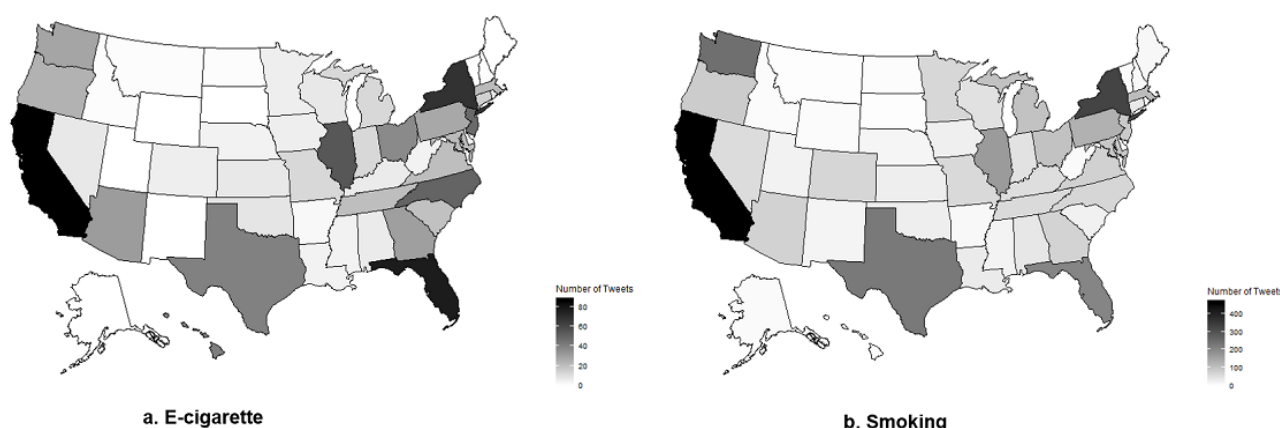 Number of Tweets
80
60
40
20
0
a. E-cigarette
Number of Tweets
400
300
200
100
0
b. Smoking